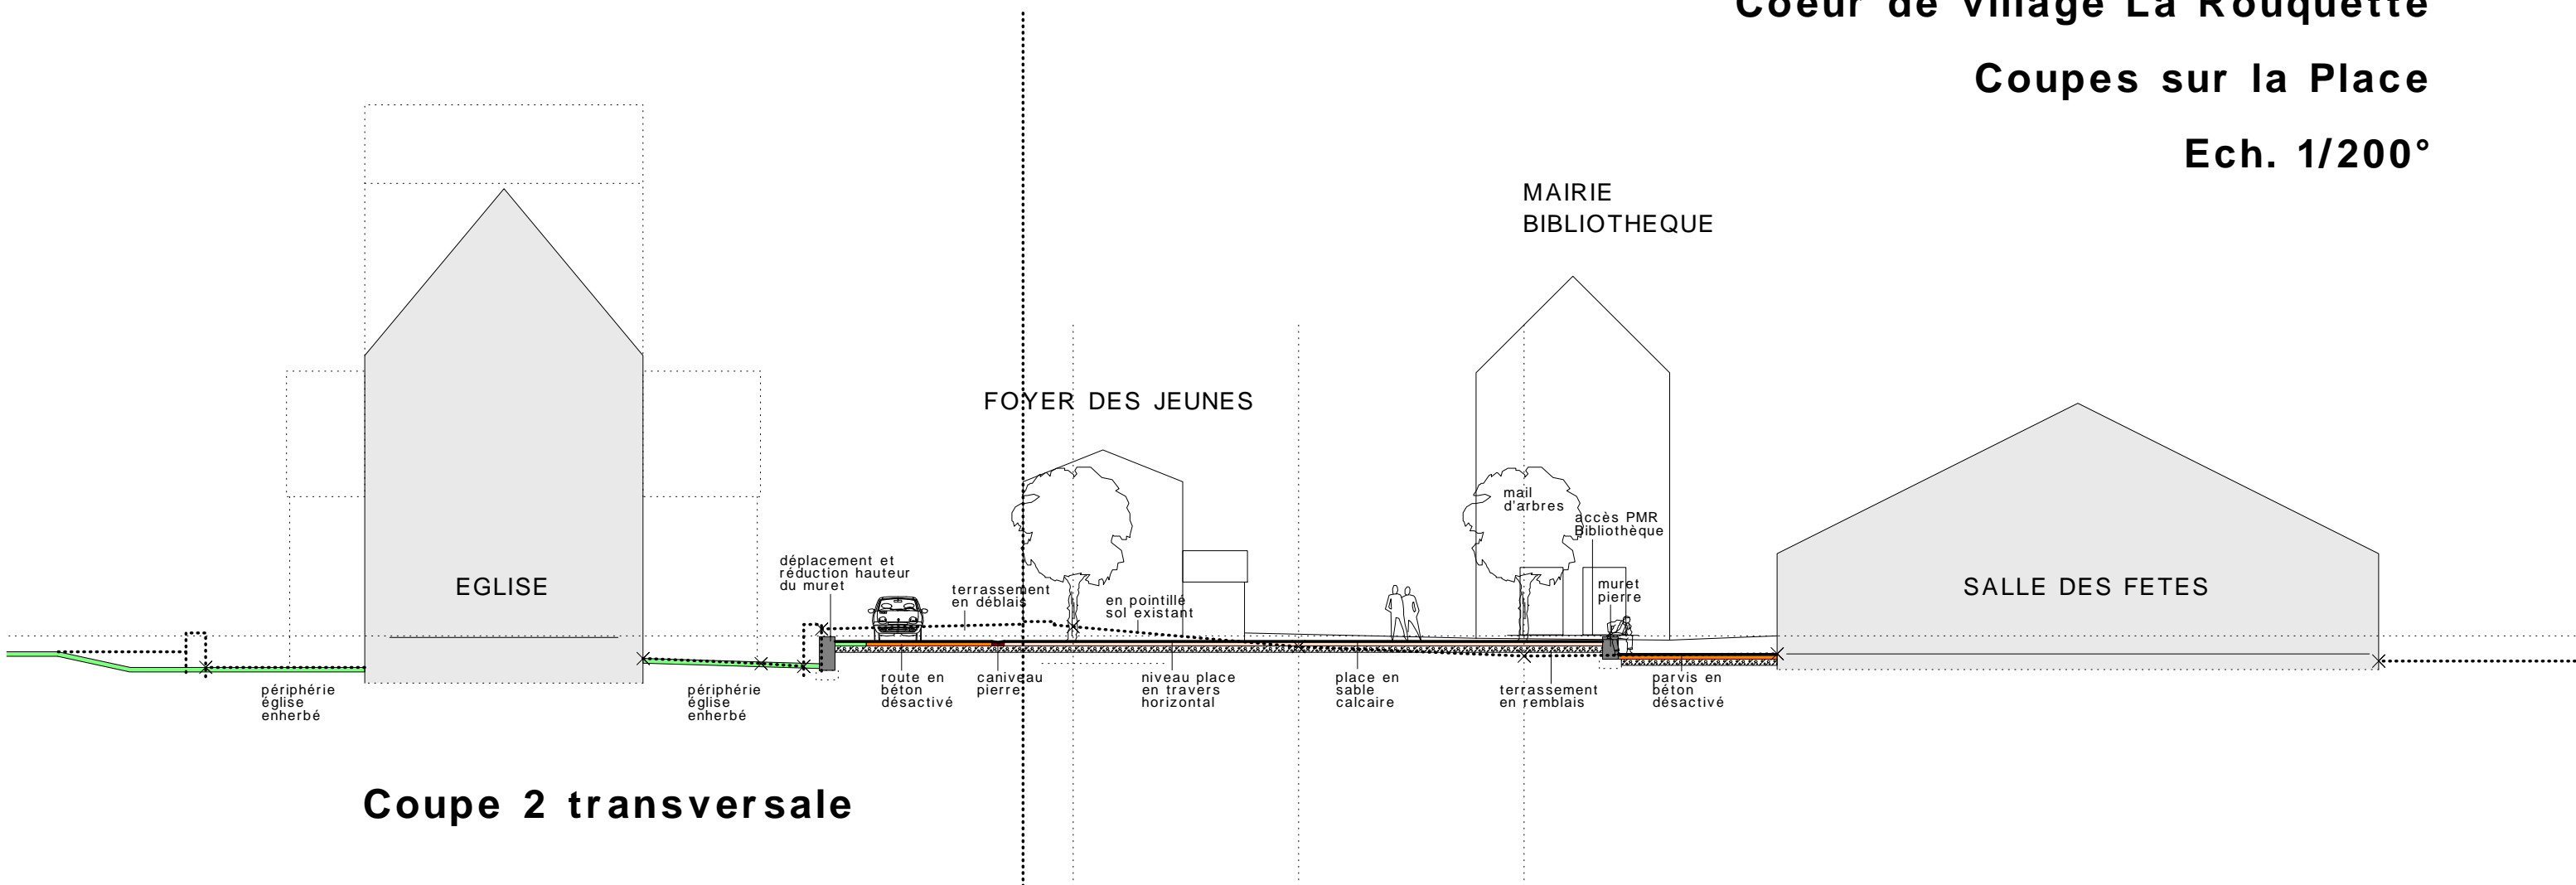 Coeur de village La Rouquette
Coupes sur la Place
Ech. 1/200°
MAIRIE
BIBLIOTHEQUE
FOYER DES JEUNES
mail
d'arbres
accès PMR
Bibliothèque
déplacement et
réduction hauteur
du muret
terrassement
en déblais
en pointillé
sol existant
muret
pierre
EGLISE
SALLE DES FETES
périphérie
église
enherbé
périphérie
église
enherbé
route en
béton
désactivé
caniveau
pierre
niveau place
en travers
horizontal
place en
sable
calcaire
terrassement
en remblais
parvis en
béton
désactivé
Coupe 2 transversale